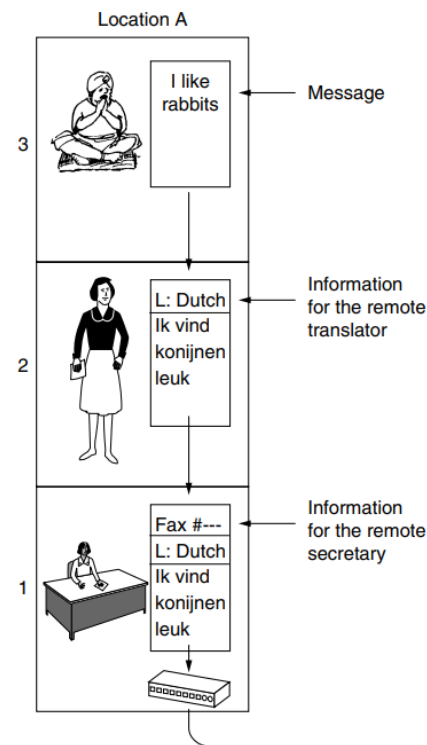 Location A
3
I like
rabbits
Message
2
L: Dutch
Ik vind
konijnen
leuk
Information
for the remote
translator
1
Fax #---
L: Dutch
Ik vind
konijnen
leuk
Information
for the remote
secretary